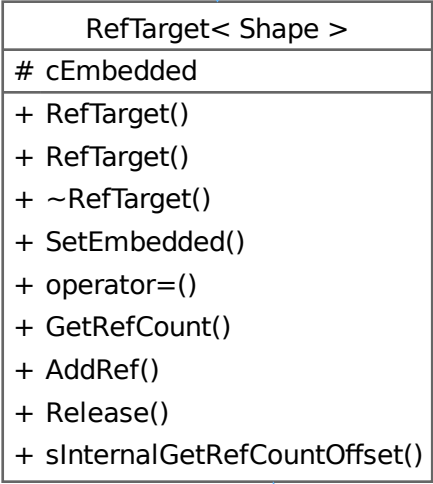 RefTarget< Shape >
# cEmbedded
+ RefTarget()
+ RefTarget()
+ ~RefTarget()
+ SetEmbedded()
+ operator=()
+ GetRefCount()
+ AddRef()
+ Release()
+ sInternalGetRefCountOffset()